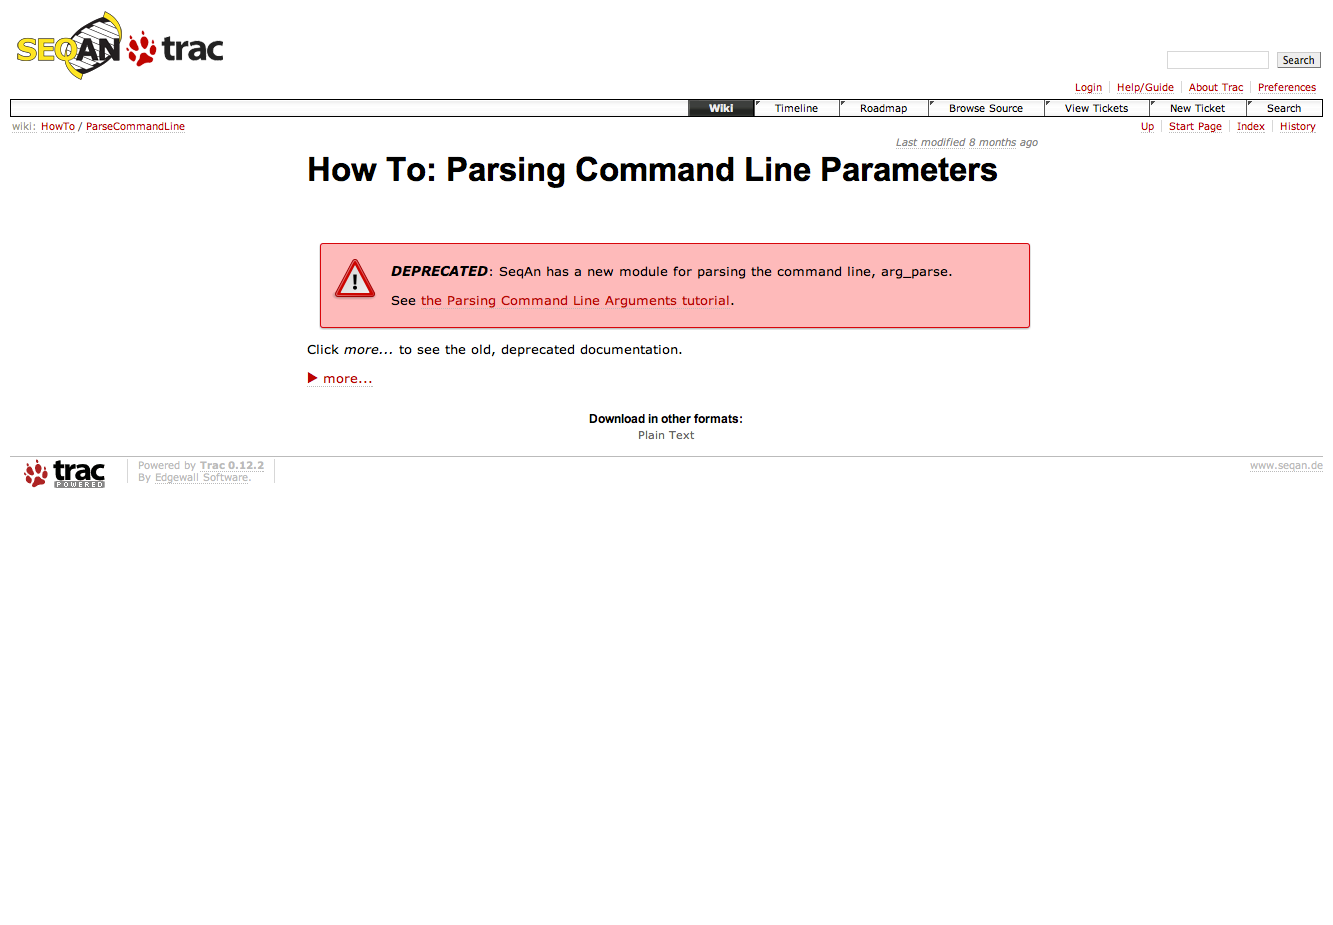 SEQAN trac
Search
Login Help/Guide About Trac Preferences
Wiki Timeline Roadmap Browse Source View Tickets New Ticket Search
wiki: HowTo / ParseCommandLine
Up Start Page Index History
Last modified 8 months ago
How To: Parsing Command Line Parameters
DEPRECATED: SeqAn has a new module for parsing the command line, arg_parse.
See the Parsing Command Line Arguments tutorial.
Click more... to see the old, deprecated documentation.
more...
Download in other formats:
Plain Text
trac
POWERED
Powered by Trac 0.12.2
By Edgewall Software.
www.seqan.de